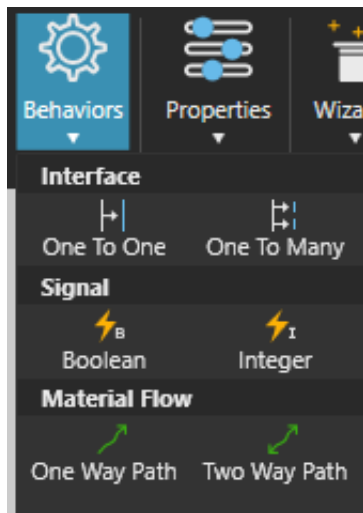 Behaviors Properties Wiza
Interface
One To One One To Many
Signal
B I
Boolean Integer
Material Flow
One Way Path Two Way Path